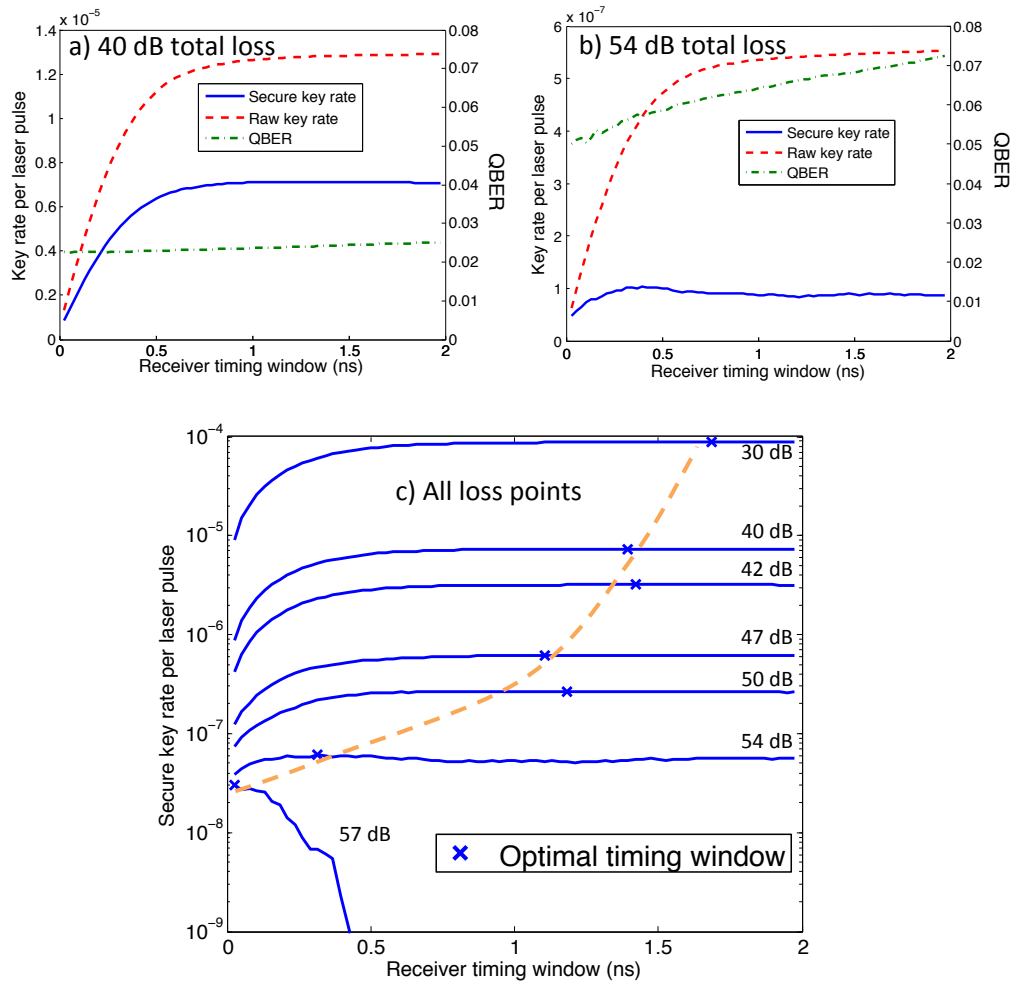 x 10⁻⁵
a) 40 dB total loss
1.4
1.2
1
0.8
0.6
0.4
0.2
0
Key rate per laser pulse
Secure key rate
Raw key rate
QBER
0.08
0.07
0.06
0.05
0.04
0.03
0.02
0.01
0
QBER
0 0.5 1 1.5 2
Receiver timing window (ns)
x 10⁻⁷
b) 54 dB total loss
6
5
4
3
2
1
0
Key rate per laser pulse
Secure key rate
Raw key rate
QBER
0.08
0.07
0.06
0.05
0.04
0.03
0.02
0.01
0
QBER
0 0.5 1 1.5 2
Receiver timing window (ns)
c) All loss points
10⁻⁴
10⁻⁵
10⁻⁶
10⁻⁷
10⁻⁸
10⁻⁹
Secure key rate per laser pulse
30 dB
40 dB
42 dB
47 dB
50 dB
54 dB
57 dB
Optimal timing window
0 0.5 1 1.5 2
Receiver timing window (ns)